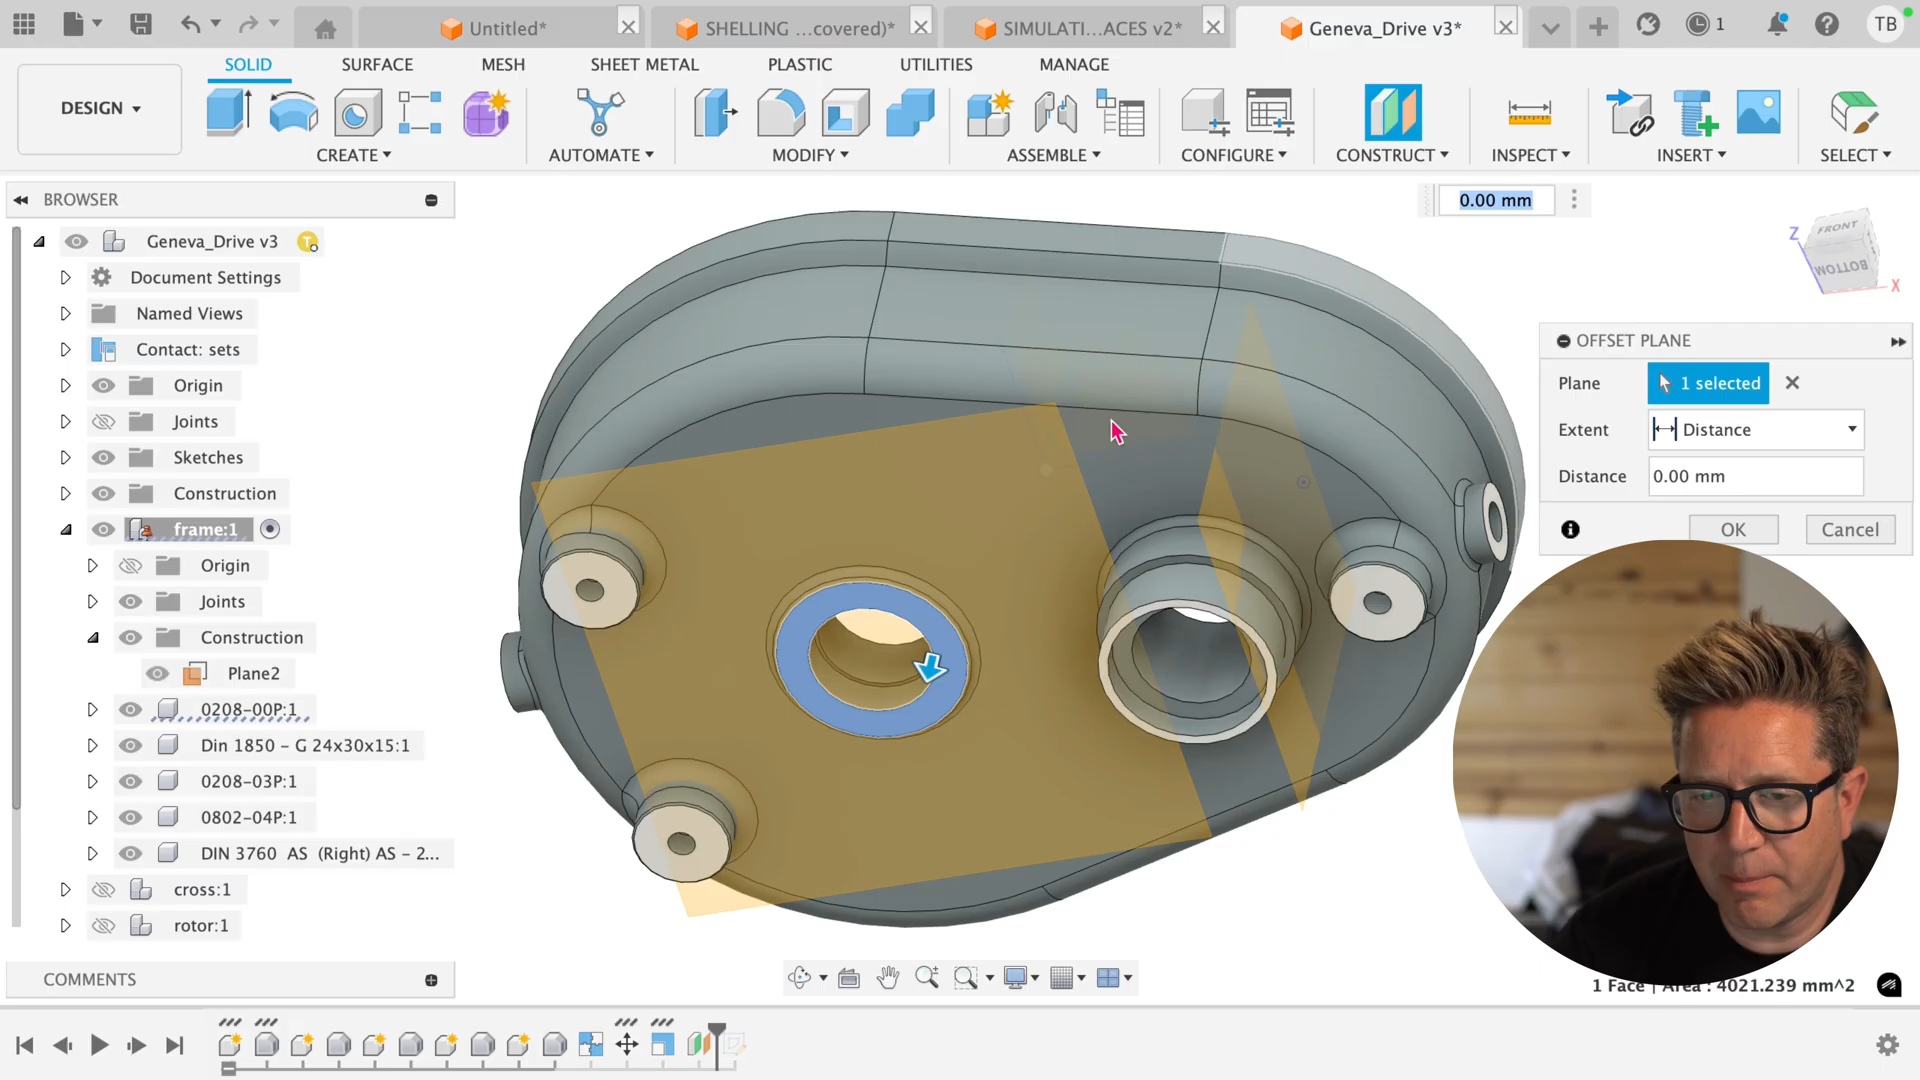 Untitled*
SHELLING ...covered)*
SIMULATI...ACES v2*
Geneva_Drive v3*
1
TB
DESIGN
SOLID
SURFACE
MESH
SHEET METAL
PLASTIC
UTILITIES
MANAGE
CREATE
AUTOMATE
MODIFY
ASSEMBLE
CONFIGURE
CONSTRUCT
INSPECT
INSERT
SELECT
BROWSER
Geneva_Drive v3
Document Settings
Named Views
Contact: sets
Origin
Joints
Sketches
Construction
frame:1
Origin
Joints
Construction
Plane2
0208-00P:1
Din 1850 - G 24x30x15:1
0208-03P:1
0802-04P:1
DIN 3760 AS (Right) AS - 2...
cross:1
rotor:1
COMMENTS
0.00 mm
FRONT
BOTTOM
Z
X
OFFSET PLANE
Plane
1 selected
Extent
Distance
Distance
0.00 mm
OK
Cancel
1 Face | Area : 4021.239 mm^2